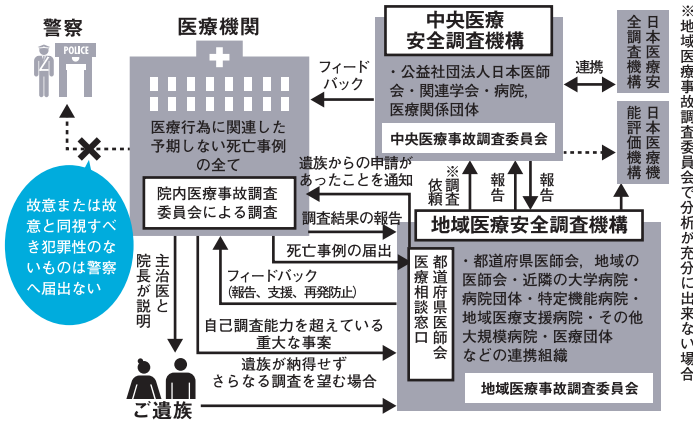 警察
POLICE
医療機関
医療行為に関連した
予期しない死亡事例
の全て
院内医療事故調査
委員会による調査
故意または故
意と同視すべ
き犯罪性のな
いものは警察
へ届出ない
フィード
バック
中央医療
安全調査機構
・公益社団法人日本医師
会・関連学会・病院,
医療関係団体
中央医療事故調査委員会
連携
日本医療安
全調査機構
日本医療機
能評価機構
※地域医療事故調査委員会で分析が充分に出来ない場合
遺族からの申請が
あったことを通知
※調査
依頼
報告
報告
調査結果の報告
死亡事例の届出
フィードバック
(報告、支援、再発防止)
地域医療安全調査機構
都道府県医師会
医療相談窓口
・都道府県医師会, 地域の
医師会・近隣の大学病院・
病院団体・特定機能病院・
地域医療支援病院・その他
大規模病院・医療団体
などの連携組織
地域医療事故調査委員会
主治医と
院長が説明
自己調査能力を超えている
重大な事案
遺族が納得せず
さらなる調査を望む場合
ご遺族